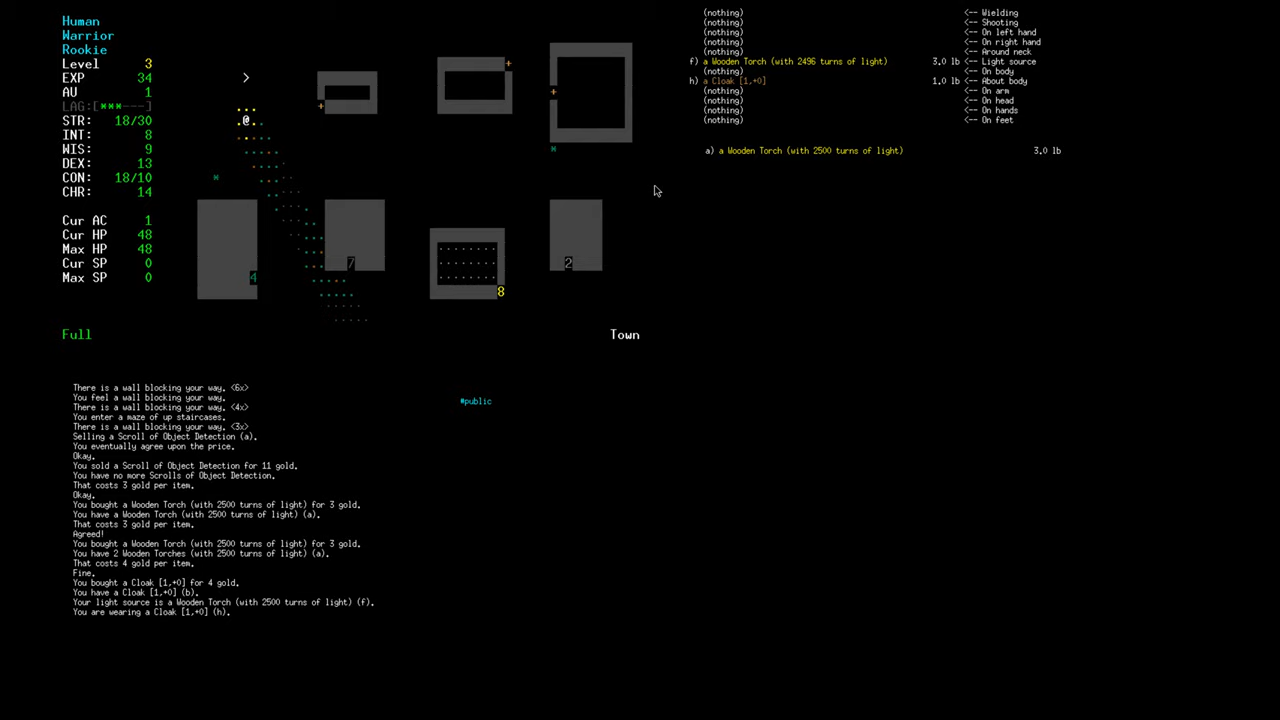 Human
Warrior
Rookie
Level 3
EXP 34
AU 1
LAG:[***---]
STR: 18/30
INT: 8
WIS: 9
DEX: 13
CON: 18/10
CHR: 14
Cur AC 1
Cur HP 48
Max HP 48
Cur SP 0
Max SP 0
Full
Town
>
@
4
7
8
2
(nothing) <-- Wielding
(nothing) <-- Shooting
(nothing) <-- On left hand
(nothing) <-- On right hand
(nothing) <-- Around neck
f) a Wooden Torch (with 2496 turns of light) 3.0 lb <-- Light source
(nothing) <-- On body
h) a Cloak [1,+0] 1.0 lb <-- About body
(nothing) <-- On arm
(nothing) <-- On head
(nothing) <-- On hands
(nothing) <-- On feet
a) a Wooden Torch (with 2500 turns of light) 3.0 lb
There is a wall blocking your way. <6x>
You feel a wall blocking your way.
There is a wall blocking your way. <4x>
You enter a maze of up staircases.
There is a wall blocking your way. <3x>
Selling a Scroll of Object Detection (a).
You eventually agree upon the price.
Okay.
You sold a Scroll of Object Detection for 11 gold.
You have no more Scrolls of Object Detection.
That costs 3 gold per item.
Okay.
You bought a Wooden Torch (with 2500 turns of light) for 3 gold.
You have a Wooden Torch (with 2500 turns of light) (a).
That costs 3 gold per item.
Agreed!
You bought a Wooden Torch (with 2500 turns of light) for 3 gold.
You have 2 Wooden Torches (with 2500 turns of light) (a).
That costs 4 gold per item.
Fine.
You bought a Cloak [1,+0] for 4 gold.
You have a Cloak [1,+0] (b).
Your light source is a Wooden Torch (with 2500 turns of light) (f).
You are wearing a Cloak [1,+0] (h).
#public